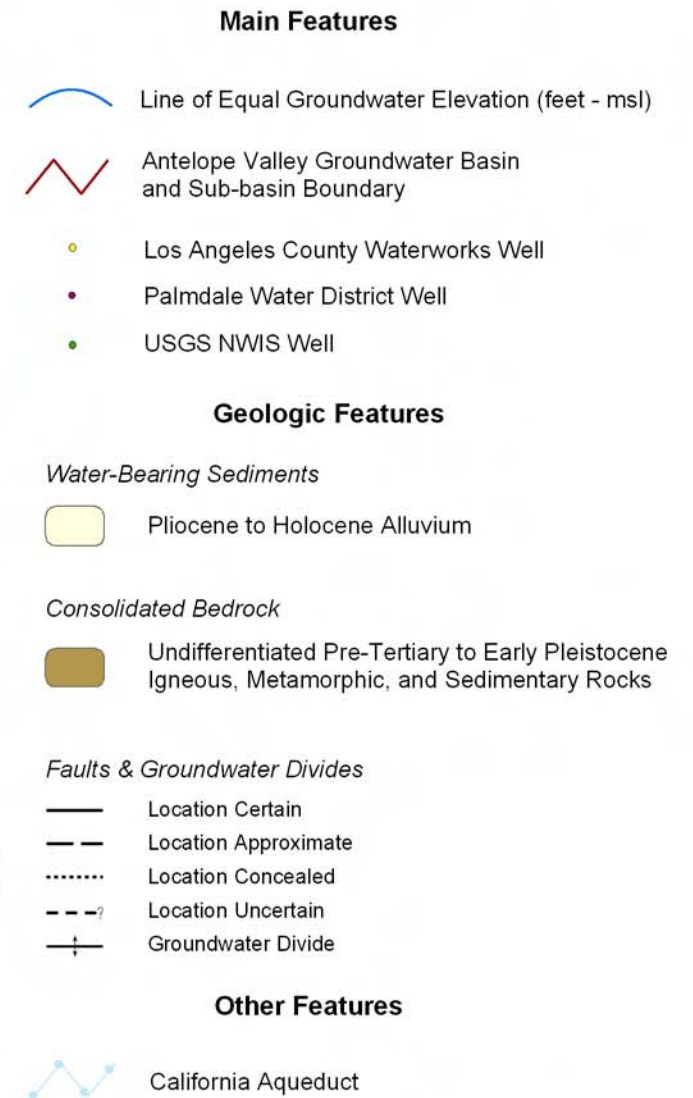 Main Features
Line of Equal Groundwater Elevation (feet - msl)
Antelope Valley Groundwater Basin
and Sub-basin Boundary
Los Angeles County Waterworks Well
Palmdale Water District Well
USGS NWIS Well
Geologic Features
Water-Bearing Sediments
Pliocene to Holocene Alluvium
Consolidated Bedrock
Undifferentiated Pre-Tertiary to Early Pleistocene
Igneous, Metamorphic, and Sedimentary Rocks
Faults & Groundwater Divides
Location Certain
Location Approximate
Location Concealed
? Location Uncertain
Groundwater Divide
Other Features
California Aqueduct